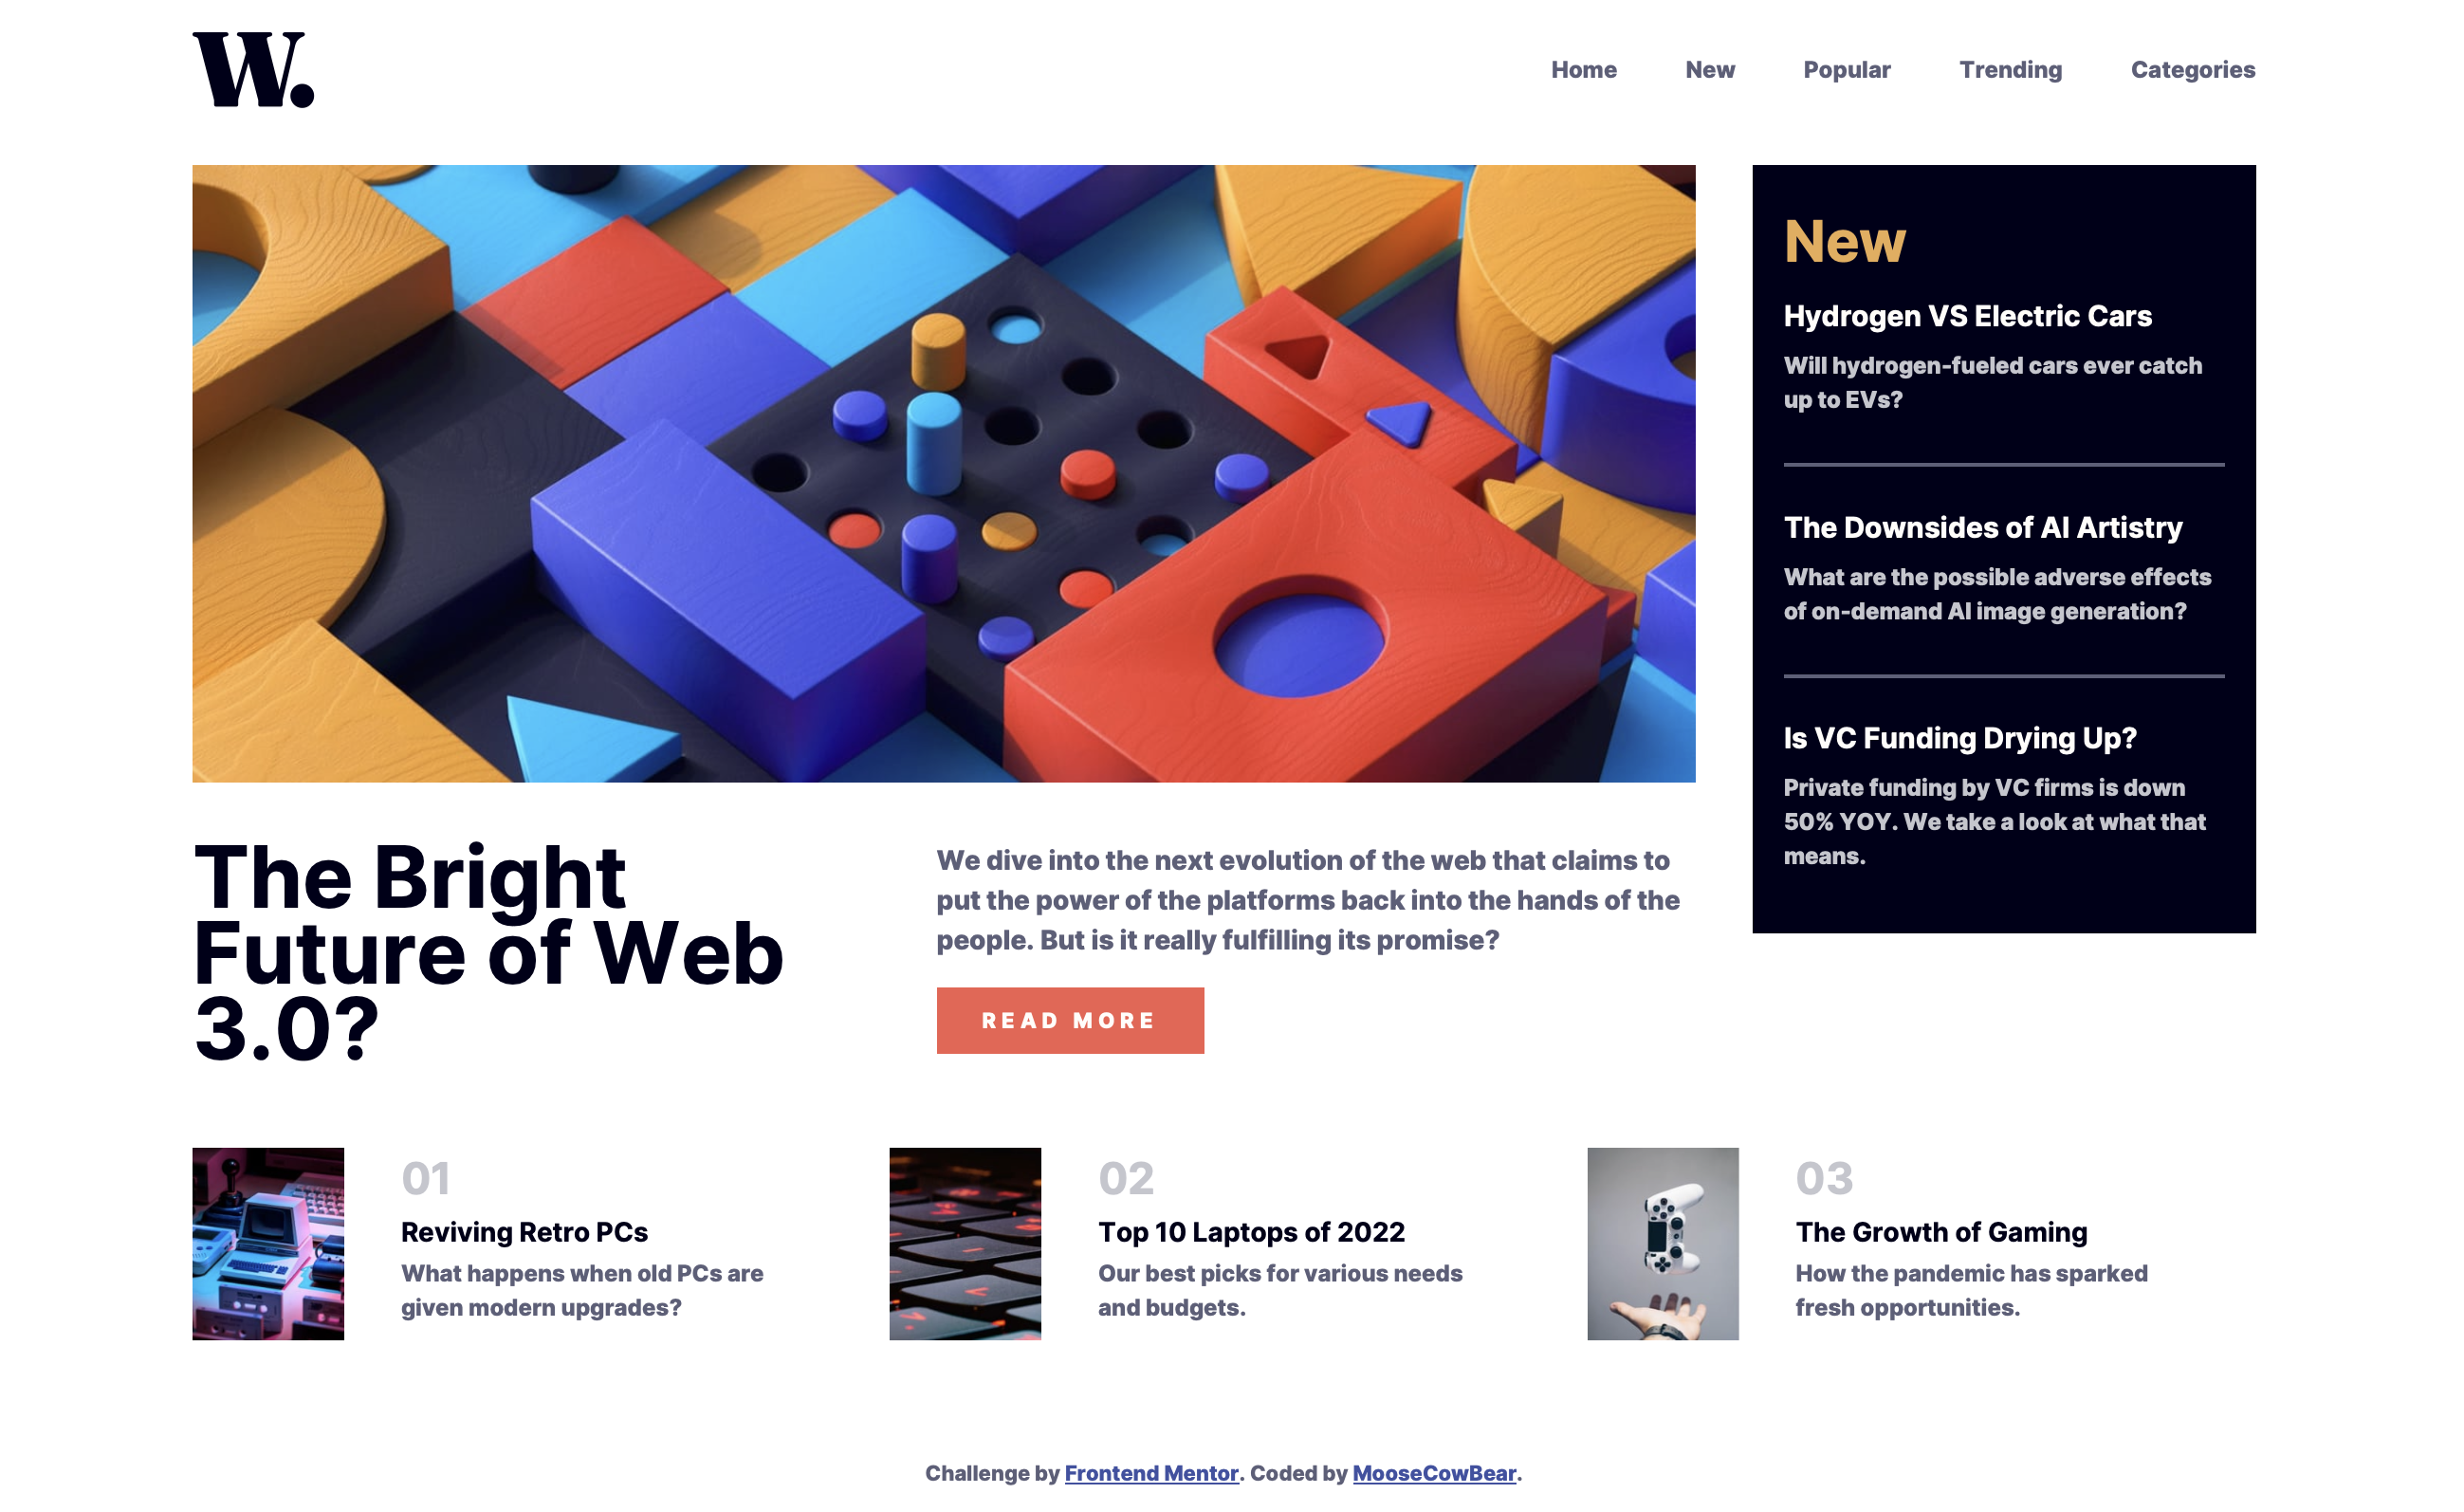 W.
Home New Popular Trending Categories
New
Hydrogen VS Electric Cars
Will hydrogen-fueled cars ever catch
up to EVs?
The Downsides of AI Artistry
What are the possible adverse effects
of on-demand AI image generation?
Is VC Funding Drying Up?
Private funding by VC firms is down
50% YOY. We take a look at what that
means.
The Bright
Future of Web
3.0?
We dive into the next evolution of the web that claims to
put the power of the platforms back into the hands of the
people. But is it really fulfilling its promise?
READ MORE
01
Reviving Retro PCs
What happens when old PCs are
given modern upgrades?
02
Top 10 Laptops of 2022
Our best picks for various needs
and budgets.
03
The Growth of Gaming
How the pandemic has sparked
fresh opportunities.
Challenge by Frontend Mentor. Coded by MooseCowBear.